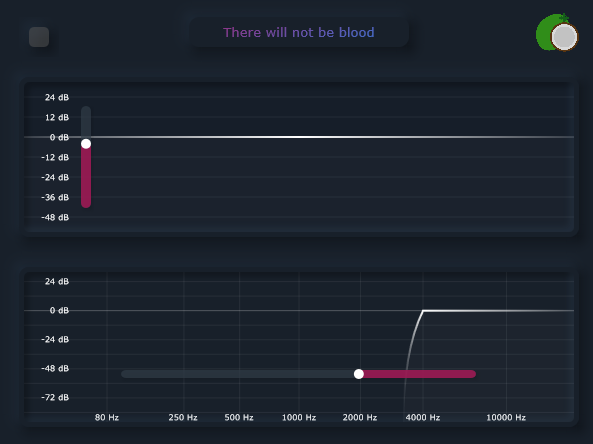 There will not be blood
24 dB
12 dB
0 dB
-12 dB
-24 dB
-36 dB
-48 dB
24 dB
0 dB
-24 dB
-48 dB
-72 dB
80 Hz 250 Hz 500 Hz 1000 Hz 2000 Hz 4000 Hz 10000 Hz